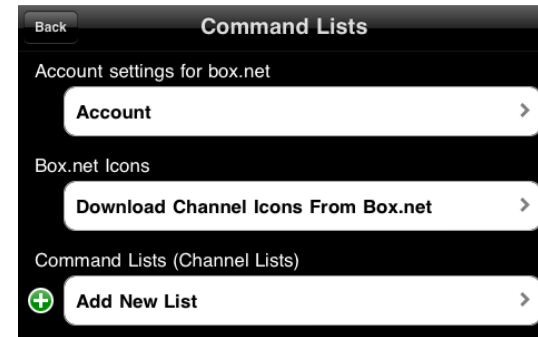 Back
Command Lists
Account settings for box.net
Account
Box.net Icons
Download Channel Icons From Box.net
Command Lists (Channel Lists)
Add New List